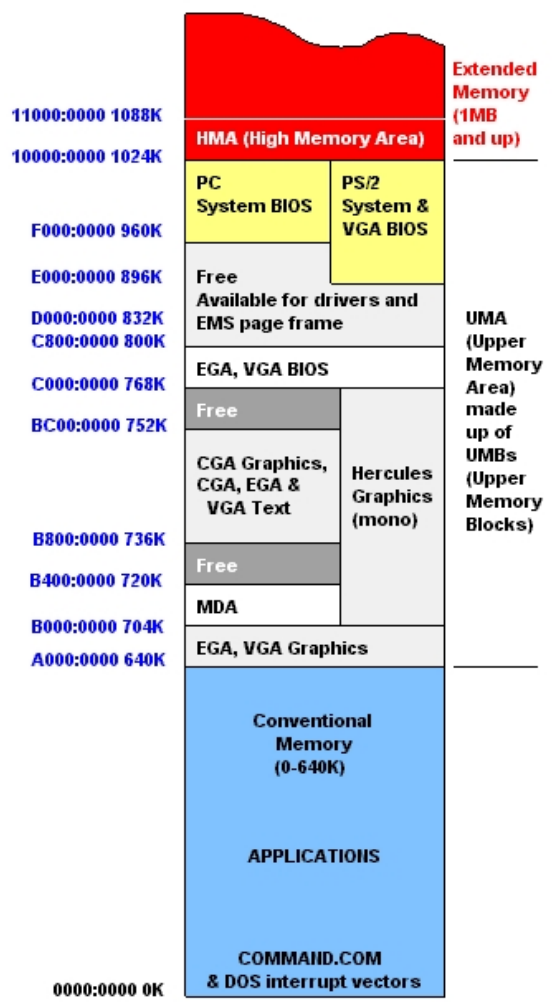 Extended
Memory
(1MB
and up)
11000:0000 1088K
HMA (High Memory Area)
10000:0000 1024K
PC
System BIOS
PS/2
System &
VGA BIOS
F000:0000 960K
E000:0000 896K
Free
Available for drivers and
EMS page frame
D000:0000 832K
C800:0000 800K
UMA
(Upper
Memory
Area)
made
up of
UMBs
(Upper
Memory
Blocks)
EGA, VGA BIOS
C000:0000 768K
Free
BC00:0000 752K
CGA Graphics,
CGA, EGA &
VGA Text
Hercules
Graphics
(mono)
B800:0000 736K
Free
B400:0000 720K
MDA
B000:0000 704K
EGA, VGA Graphics
A000:0000 640K
Conventional
Memory
(0-640K)
APPLICATIONS
COMMAND.COM
& DOS interrupt vectors
0000:0000 0K